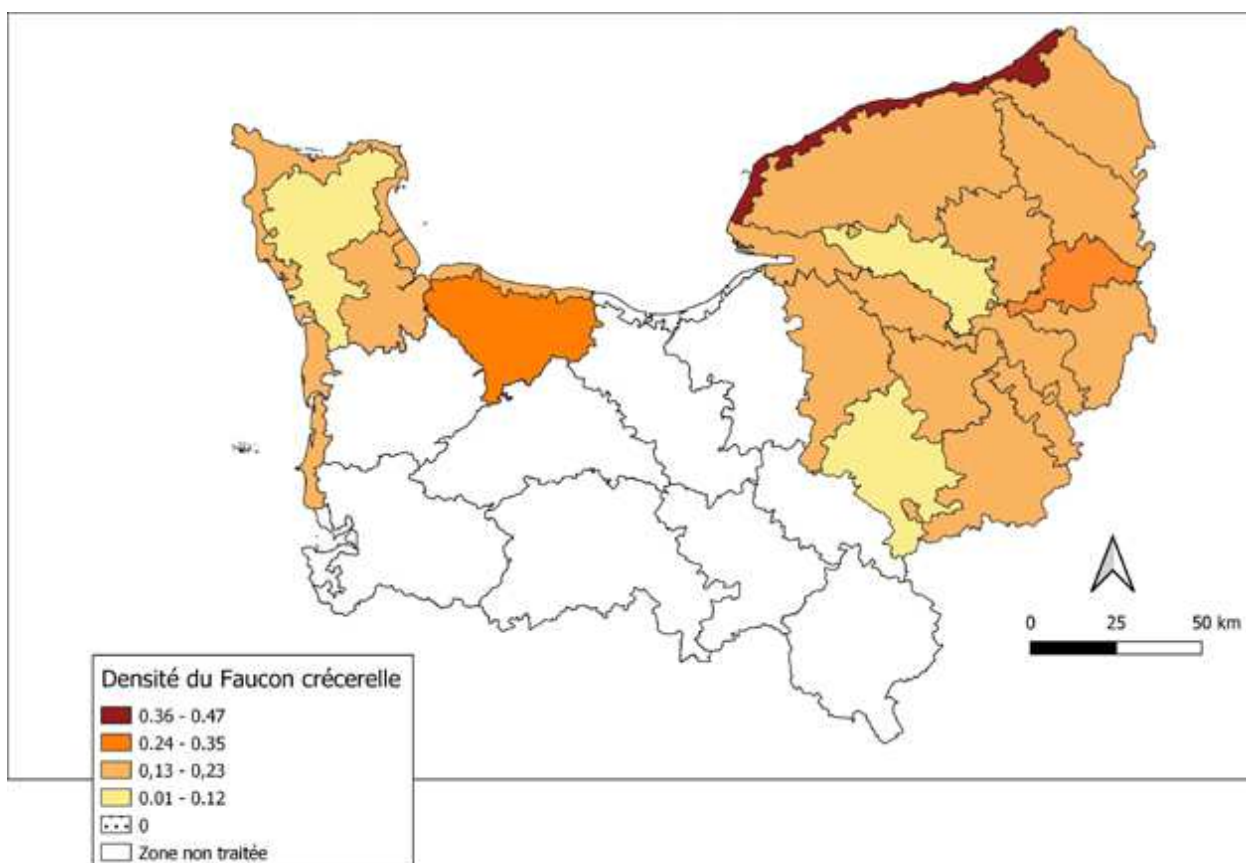 0 25 50 km
Densité du Faucon crécerelle
0.36 - 0.47
0.24 - 0.35
0,13 - 0,23
0.01 - 0.12
0
Zone non traitée